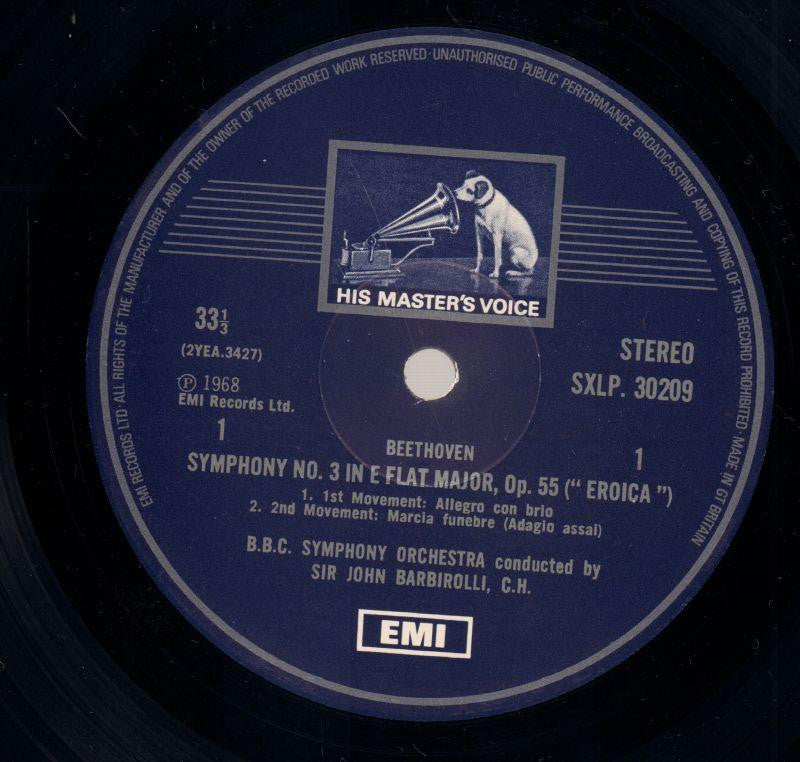 EMI RECORDS LTD · ALL RIGHTS OF THE MANUFACTURER AND OF THE OWNER OF THE RECORDED WORK RESERVED · UNAUTHORISED PUBLIC PERFORMANCE BROADCASTING AND COPYING OF THIS RECORD PROHIBITED · MADE IN GT BRITAIN
HIS MASTER'S VOICE
33⅓
(2YEA.3427)
STEREO
SXLP. 30209
Ⓟ 1968
EMI Records Ltd.
1
1
BEETHOVEN
SYMPHONY NO. 3 IN E FLAT MAJOR, Op. 55 (“ EROICA ”)
1. 1st Movement: Allegro con brio
2. 2nd Movement: Marcia funebre (Adagio assai)
B.B.C. SYMPHONY ORCHESTRA conducted by
SIR JOHN BARBIROLLI, C.H.
EMI